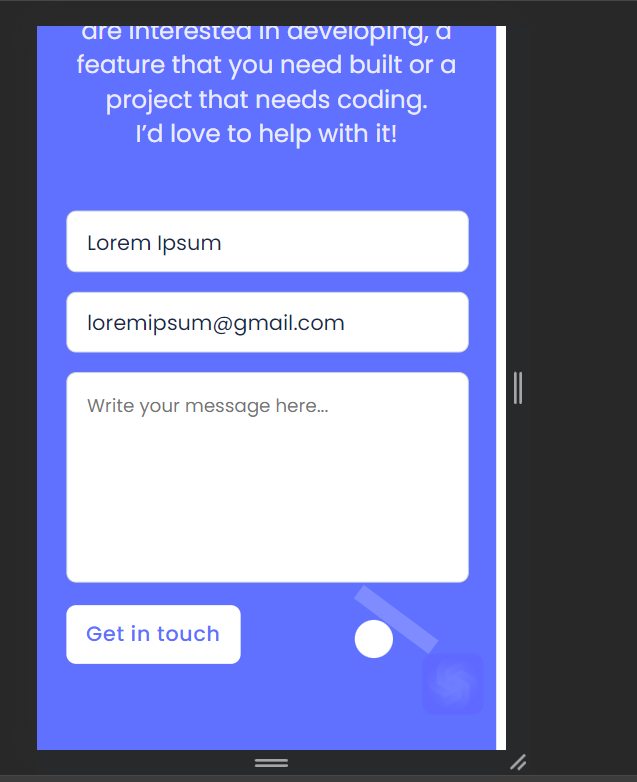 are interested in developing, a
feature that you need built or a
project that needs coding.
I’d love to help with it!
Lorem Ipsum
loremipsum@gmail.com
Write your message here...
Get in touch